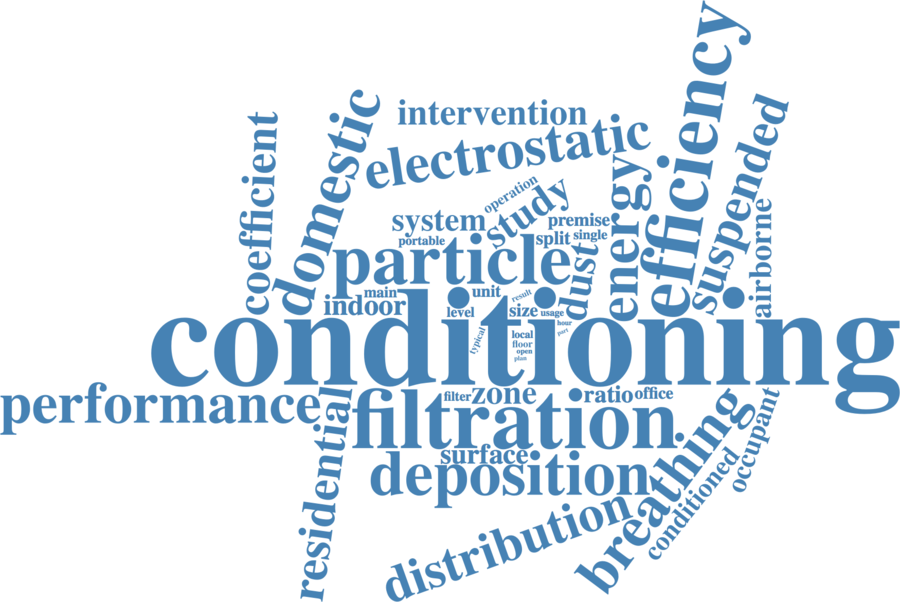 efficiency
intervention
coefficient
domestic
electrostatic
suspended
operation
study
energy
system
premise
airborne
portable
split
single
particle
dust
main
unit
result
indoor
level
size
usage
conditioning
hour
part
typical
local
floor
open
plan
performance
filter
zone
ratio
office
residential
filtration
occupant
surface
breathing
deposition
conditioned
distribution